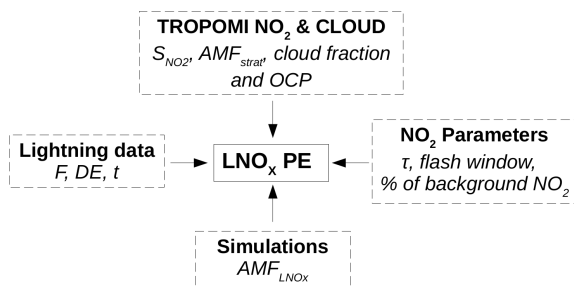 TROPOMI NO2 & CLOUD
SNO2, AMFstrat, cloud fraction
and OCP
Lightning data
F, DE, t
LNOx PE
NO2 Parameters
τ, flash window,
% of background NO2
Simulations
AMFLNOx